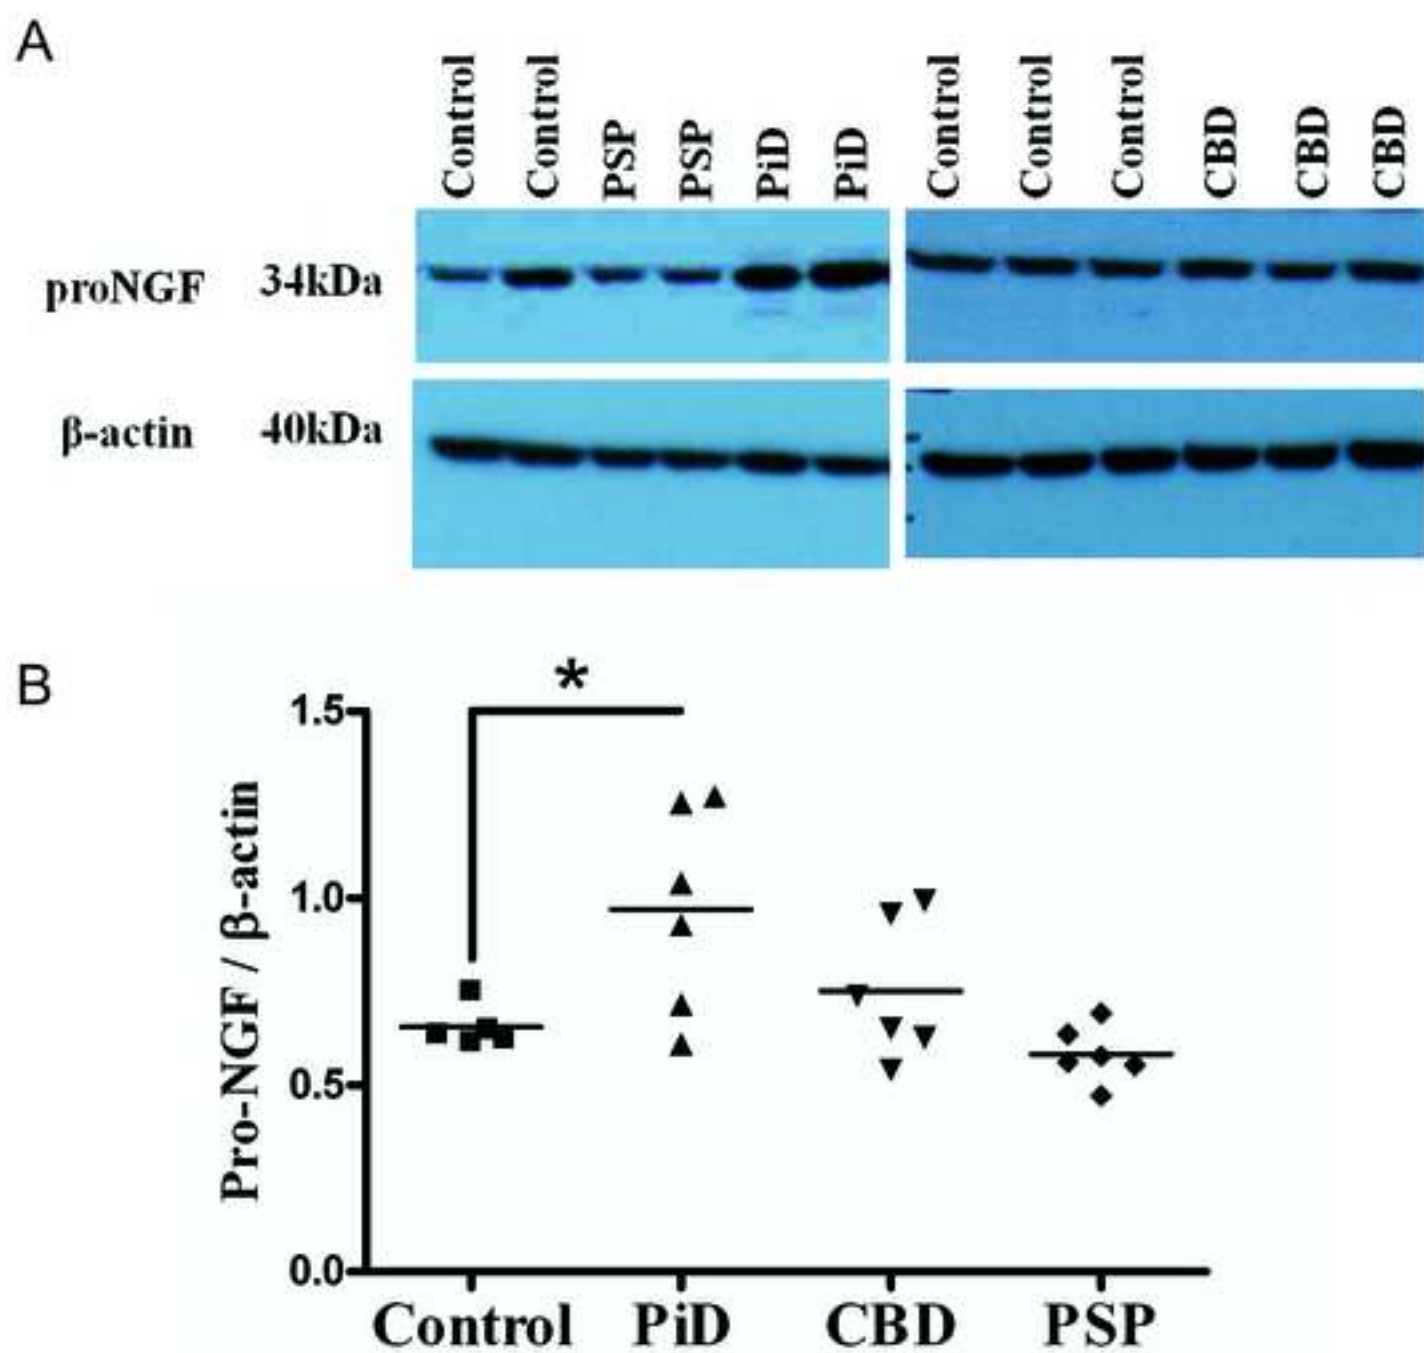 A
Control Control PSP PSP PiD PiD Control Control Control CBD CBD CBD
proNGF 34kDa
β-actin 40kDa
B
*
1.5
1.0
0.5
0.0
Pro-NGF / β-actin
Control PiD CBD PSP